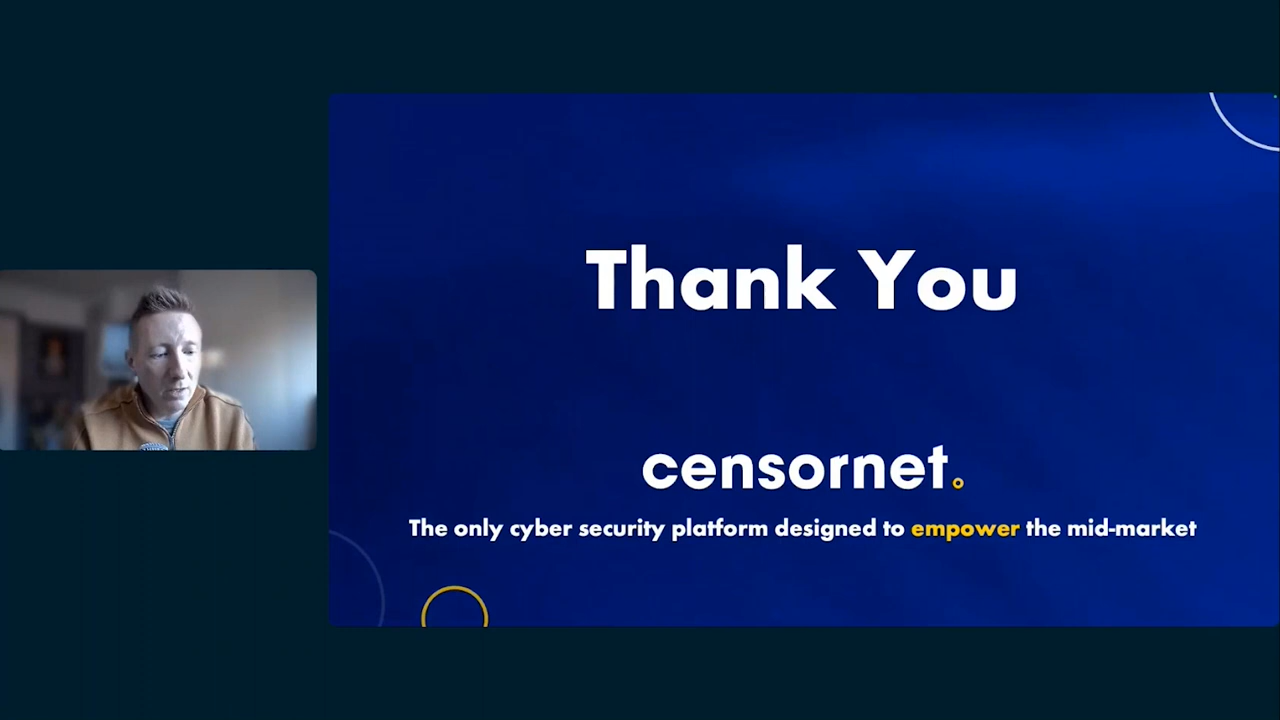 Thank You
censornet.
The only cyber security platform designed to empower the mid-market